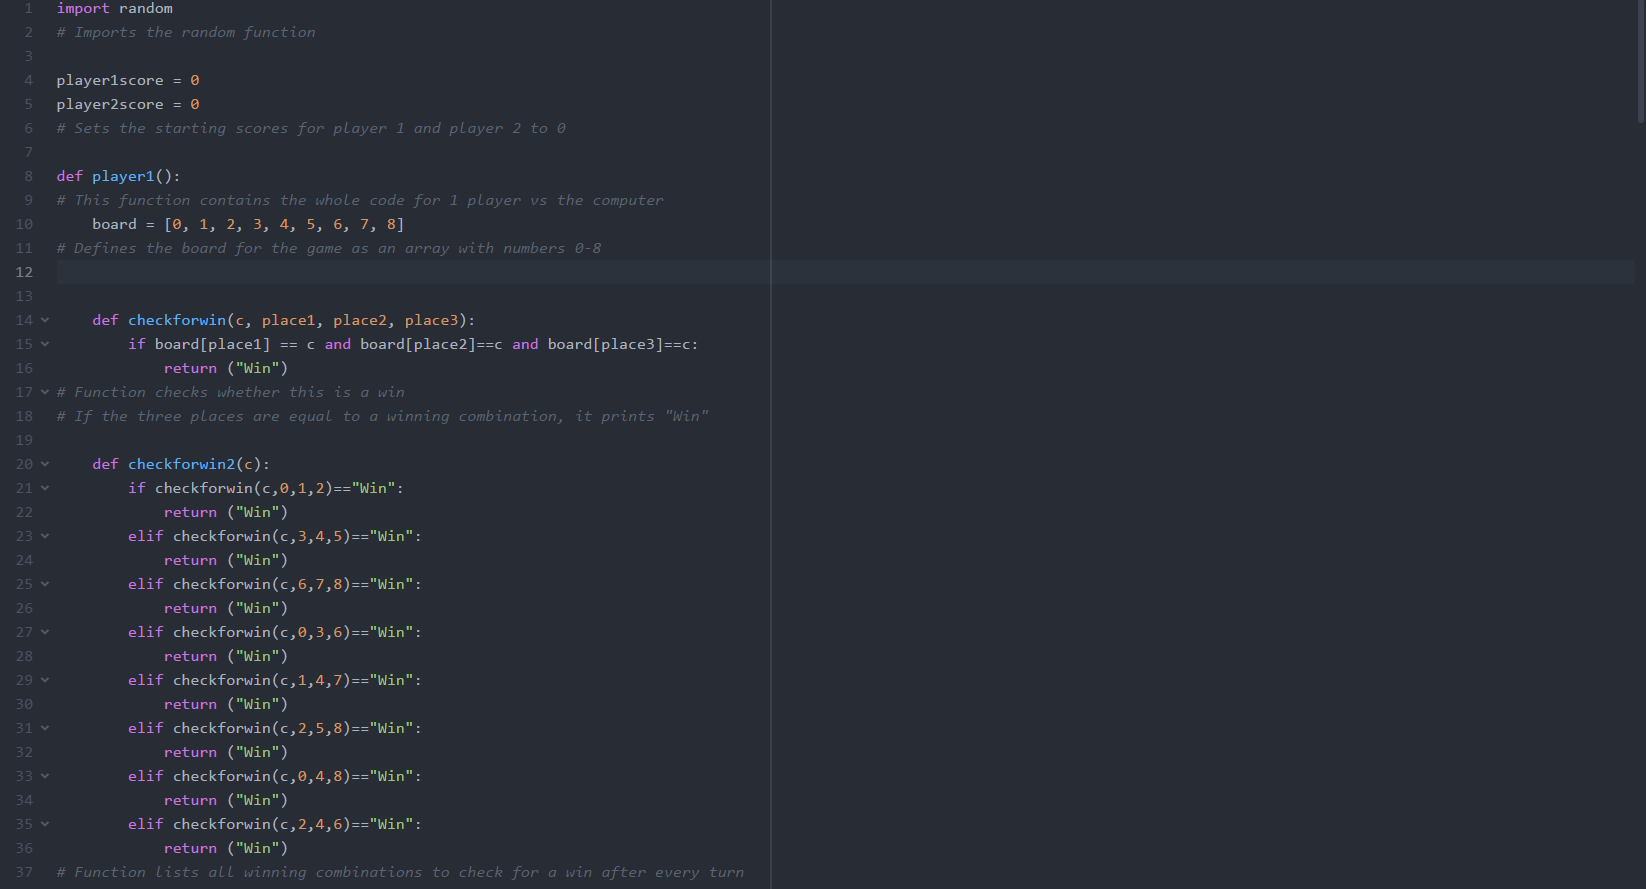 1 import random
2 # Imports the random function
3
4 player1score = 0
5 player2score = 0
6 # Sets the starting scores for player 1 and player 2 to 0
7
8 def player1():
9 # This function contains the whole code for 1 player vs the computer
10     board = [0, 1, 2, 3, 4, 5, 6, 7, 8]
11 # Defines the board for the game as an array with numbers 0-8
12
13
14     def checkforwin(c, place1, place2, place3):
15         if board[place1] == c and board[place2]==c and board[place3]==c:
16             return ("Win")
17 # Function checks whether this is a win
18 # If the three places are equal to a winning combination, it prints "Win"
19
20     def checkforwin2(c):
21         if checkforwin(c,0,1,2)=="Win":
22             return ("Win")
23         elif checkforwin(c,3,4,5)=="Win":
24             return ("Win")
25         elif checkforwin(c,6,7,8)=="Win":
26             return ("Win")
27         elif checkforwin(c,0,3,6)=="Win":
28             return ("Win")
29         elif checkforwin(c,1,4,7)=="Win":
30             return ("Win")
31         elif checkforwin(c,2,5,8)=="Win":
32             return ("Win")
33         elif checkforwin(c,0,4,8)=="Win":
34             return ("Win")
35         elif checkforwin(c,2,4,6)=="Win":
36             return ("Win")
37 # Function lists all winning combinations to check for a win after every turn